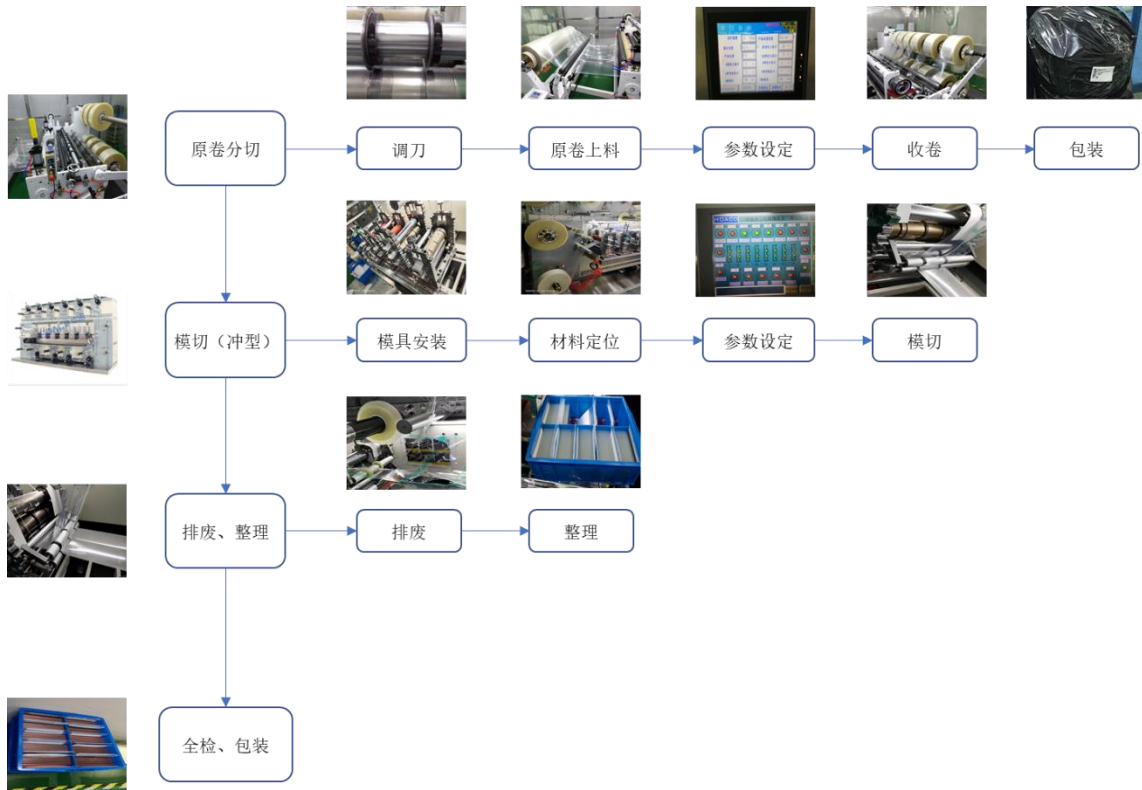 原卷分切
调刀
原卷上料
参数设定
收卷
包装
模切（冲型）
模具安装
材料定位
参数设定
模切
排废、整理
排废
整理
全检、包装